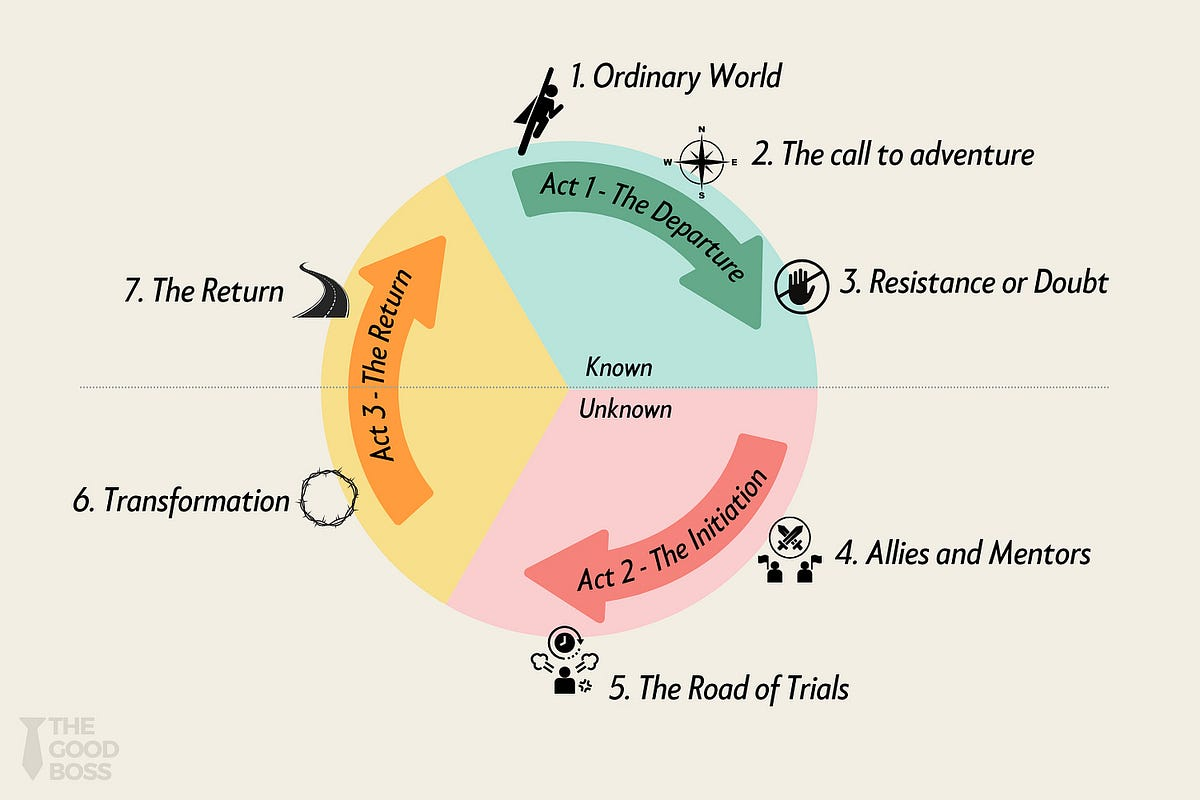 1. Ordinary World
N
W
E
S
2. The call to adventure
Act 1 - The Departure
3. Resistance or Doubt
7. The Return
Act 3 - The Return
Known
Unknown
6. Transformation
Act 2 - The Initiation
4. Allies and Mentors
5. The Road of Trials
THE
GOOD
BOSS